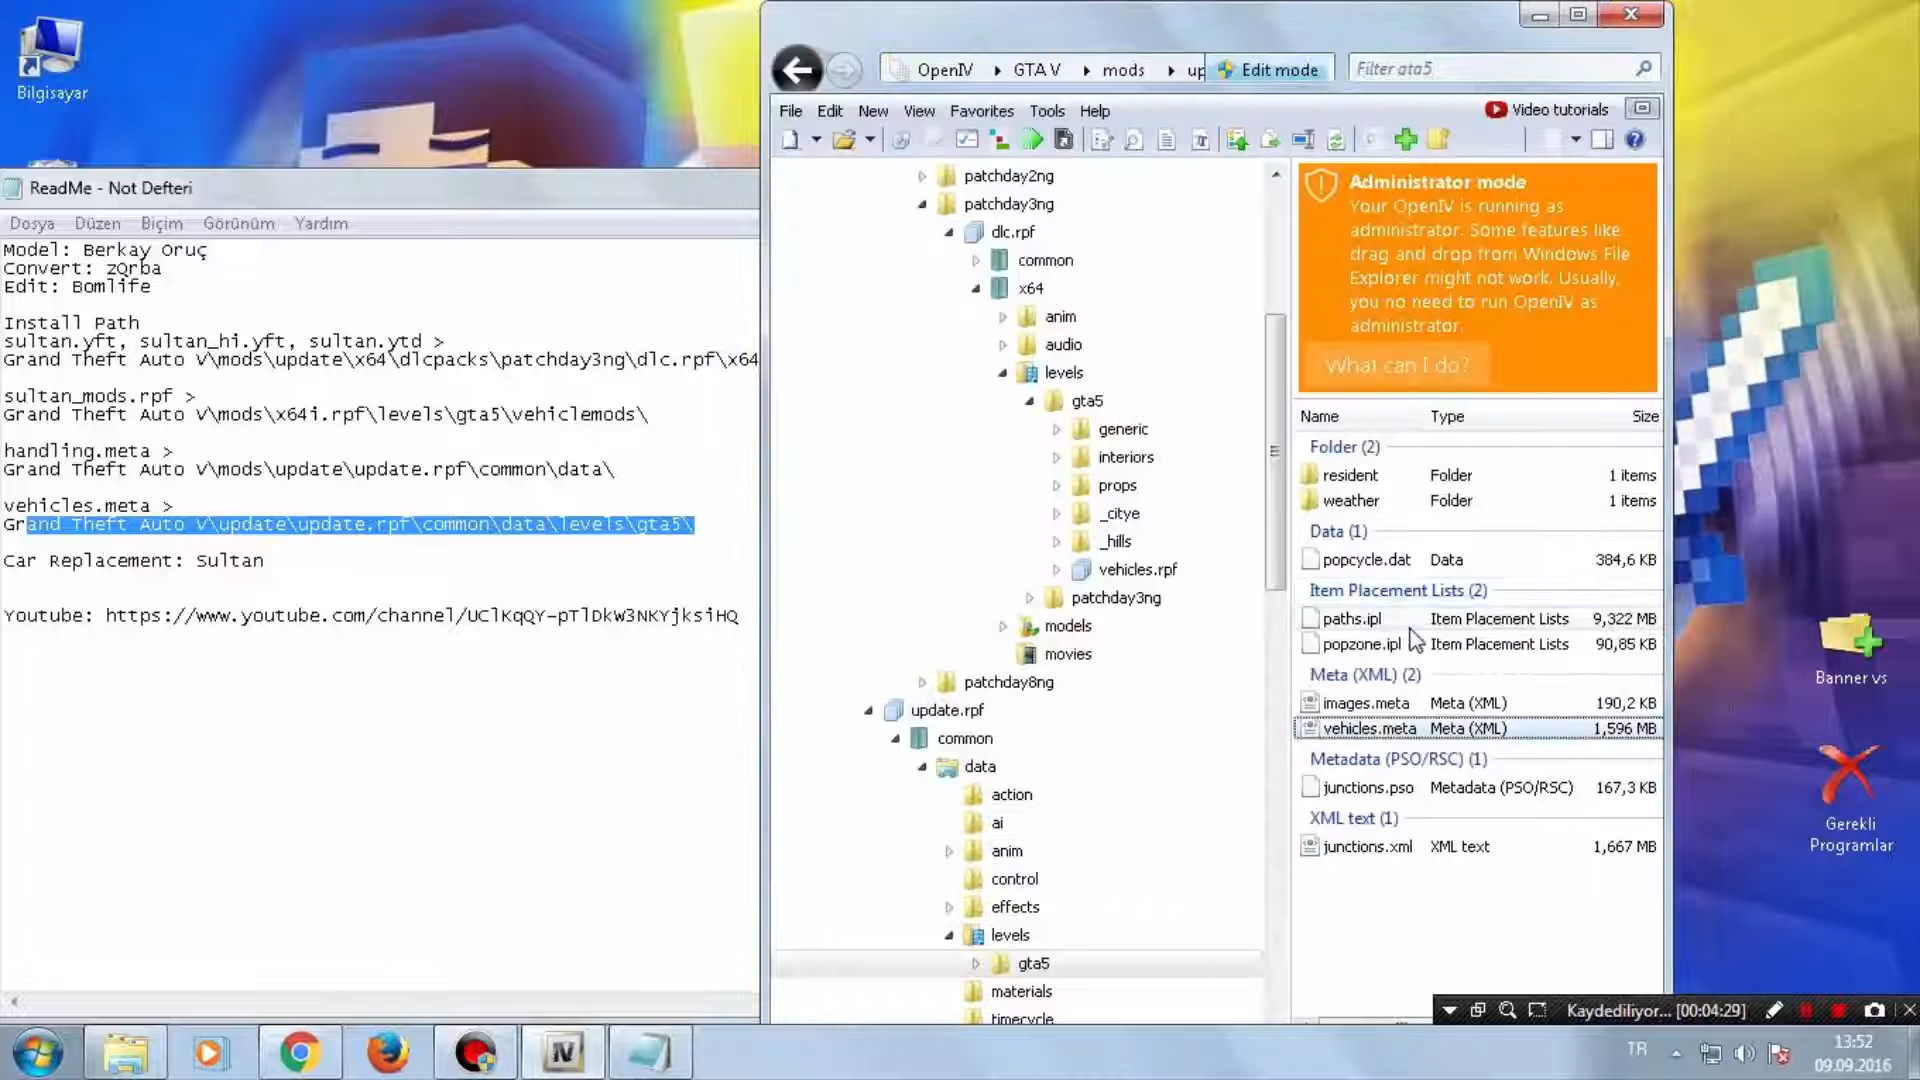 Bilgisayar
ReadMe - Not Defteri
Dosya Düzen Biçim Görünüm Yardım
Model: Berkay Oruç
Convert: zQrba
Edit: Bomlife
Install Path
sultan.yft, sultan_hi.yft, sultan.ytd >
Grand Theft Auto V\mods\update\x64\dlcpacks\patchday3ng\dlc.rpf\x64
sultan_mods.rpf >
Grand Theft Auto V\mods\x64i.rpf\levels\gta5\vehiclemods\
handling.meta >
Grand Theft Auto V\mods\update\update.rpf\common\data\
vehicles.meta >
Grand Theft Auto V\update\update.rpf\common\data\levels\gta5\
Car Replacement: Sultan
Youtube: https://www.youtube.com/channel/UClKqQY-pTlDkW3NKYjksiHQ
OpenIV GTA V mods up Edit mode Filter gta5
File Edit New View Favorites Tools Help Video tutorials
patchday2ng
patchday3ng
dlc.rpf
common
x64
anim
audio
levels
gta5
generic
interiors
props
_citye
_hills
vehicles.rpf
patchday3ng
models
movies
patchday8ng
update.rpf
common
data
action
ai
anim
control
effects
levels
gta5
materials
timecycle
Administrator mode
Your OpenIV is running as
administrator. Some features like
drag and drop from Windows File
Explorer might not work. Usually,
you no need to run OpenIV as
administrator.
What can I do?
Name Type Size
Folder (2)
resident Folder 1 items
weather Folder 1 items
Data (1)
popcycle.dat Data 384,6 KB
Item Placement Lists (2)
paths.ipl Item Placement Lists 9,322 MB
popzone.ipl Item Placement Lists 90,85 KB
Meta (XML) (2)
images.meta Meta (XML) 190,2 KB
vehicles.meta Meta (XML) 1,596 MB
Metadata (PSO/RSC) (1)
junctions.pso Metadata (PSO/RSC) 167,3 KB
XML text (1)
junctions.xml XML text 1,667 MB
Banner vs
Gerekli
Programlar
Kaydediliyor... [00:04:29]
TR
13:52
09.09.2016